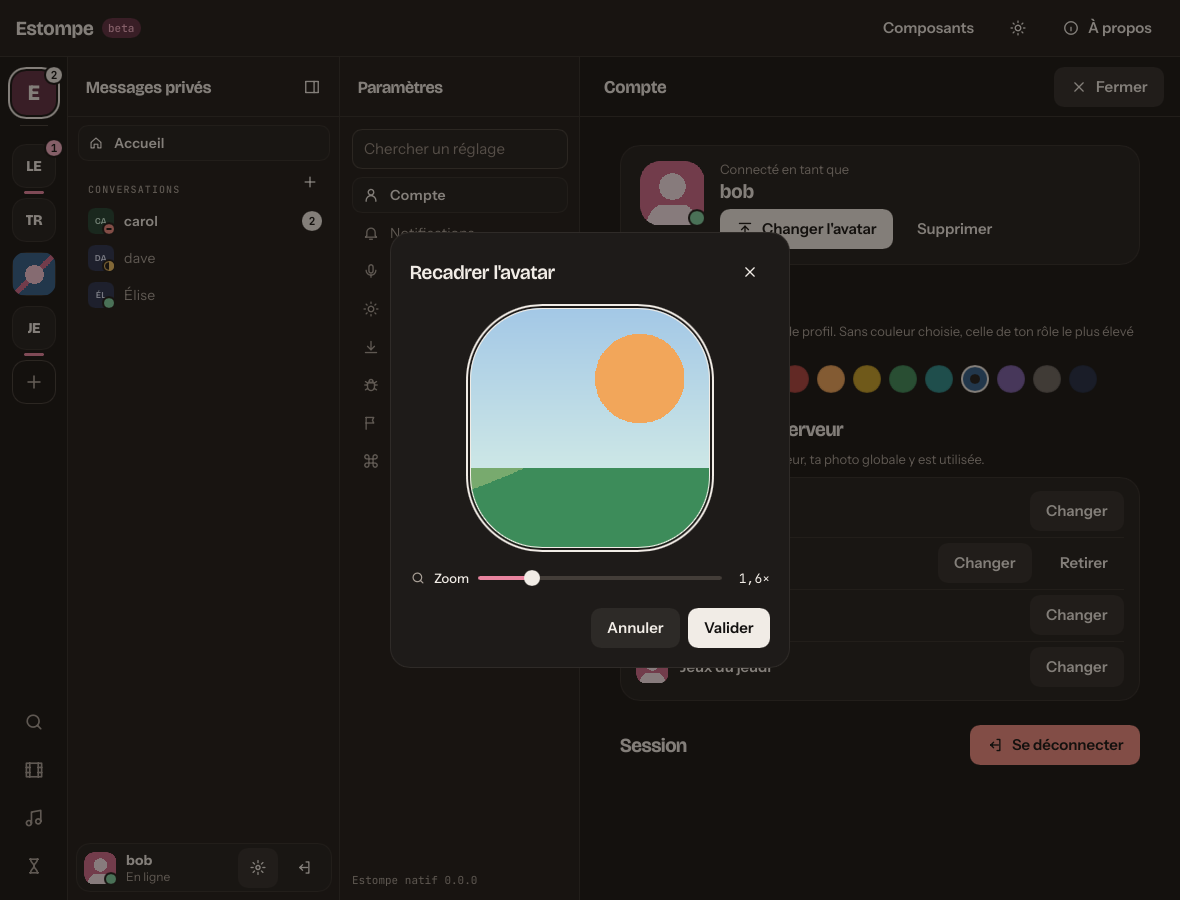 Estompe beta
Composants
À propos
E
2
LE
1
TR
JE
Messages privés
Accueil
CONVERSATIONS
CA
carol
2
DA
dave
ÉL
Élise
bob
En ligne
Paramètres
Chercher un réglage
Compte
Notifications
Estompe natif 0.0.0
Compte
Fermer
Connecté en tant que
bob
Changer l'avatar
Supprimer
le profil. Sans couleur choisie, celle de ton rôle le plus élevé
erveur
eur, ta photo globale y est utilisée.
Changer
Changer
Retirer
Changer
Jeux du jeudi
Changer
Session
Se déconnecter
Recadrer l'avatar
Zoom
1,6×
Annuler
Valider